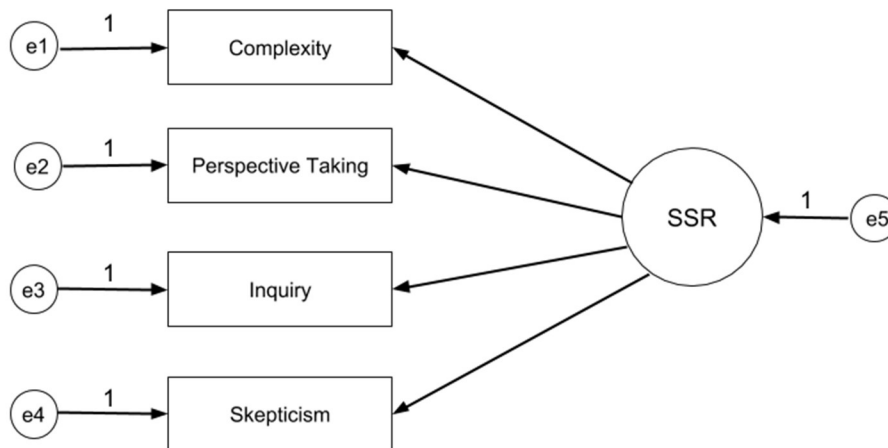 e1
1
Complexity
e2
1
Perspective Taking
SSR
1
e5
e3
1
Inquiry
e4
1
Skepticism